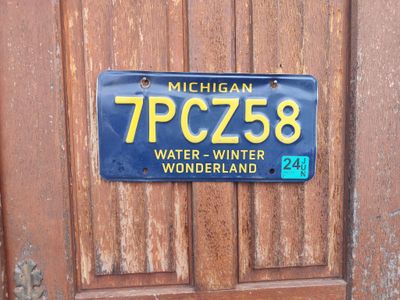 MICHIGAN
7PCZ58
WATER - WINTER
WONDERLAND
24 JUN